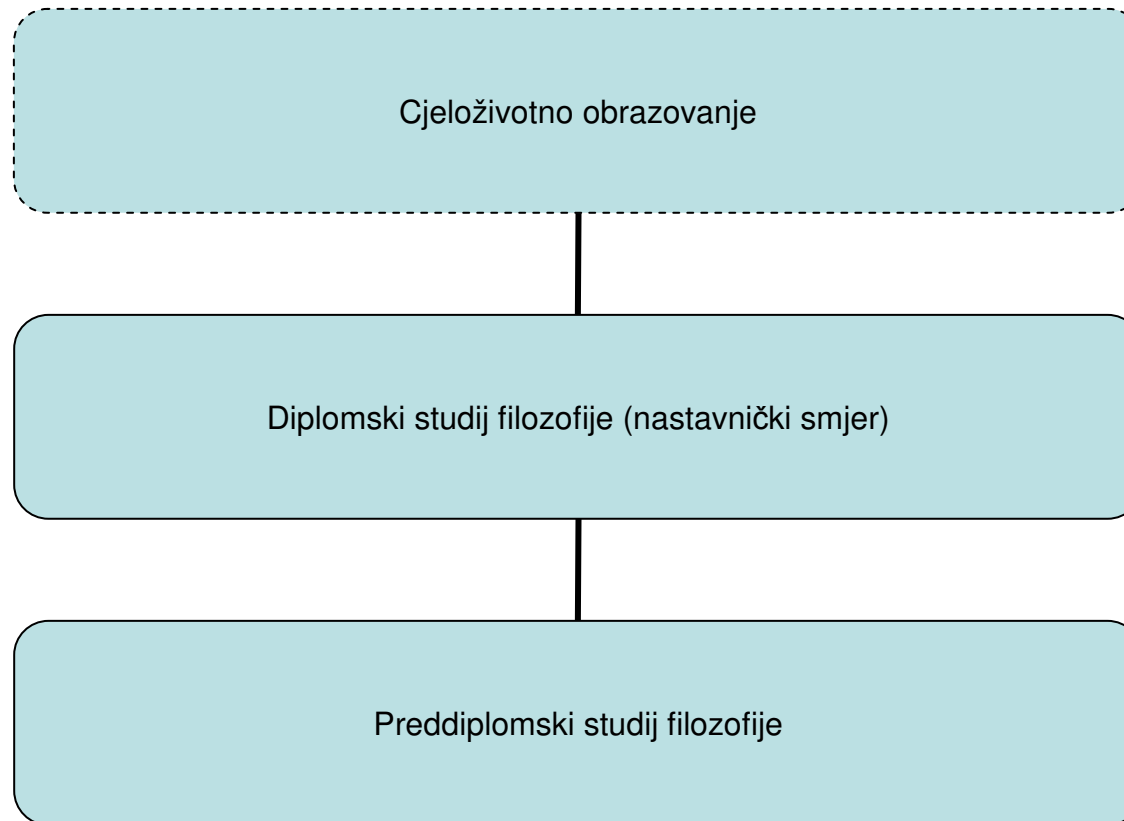 Cjeloživotno obrazovanje
Diplomski studij filozofije (nastavnički smjer)
Preddiplomski studij filozofije